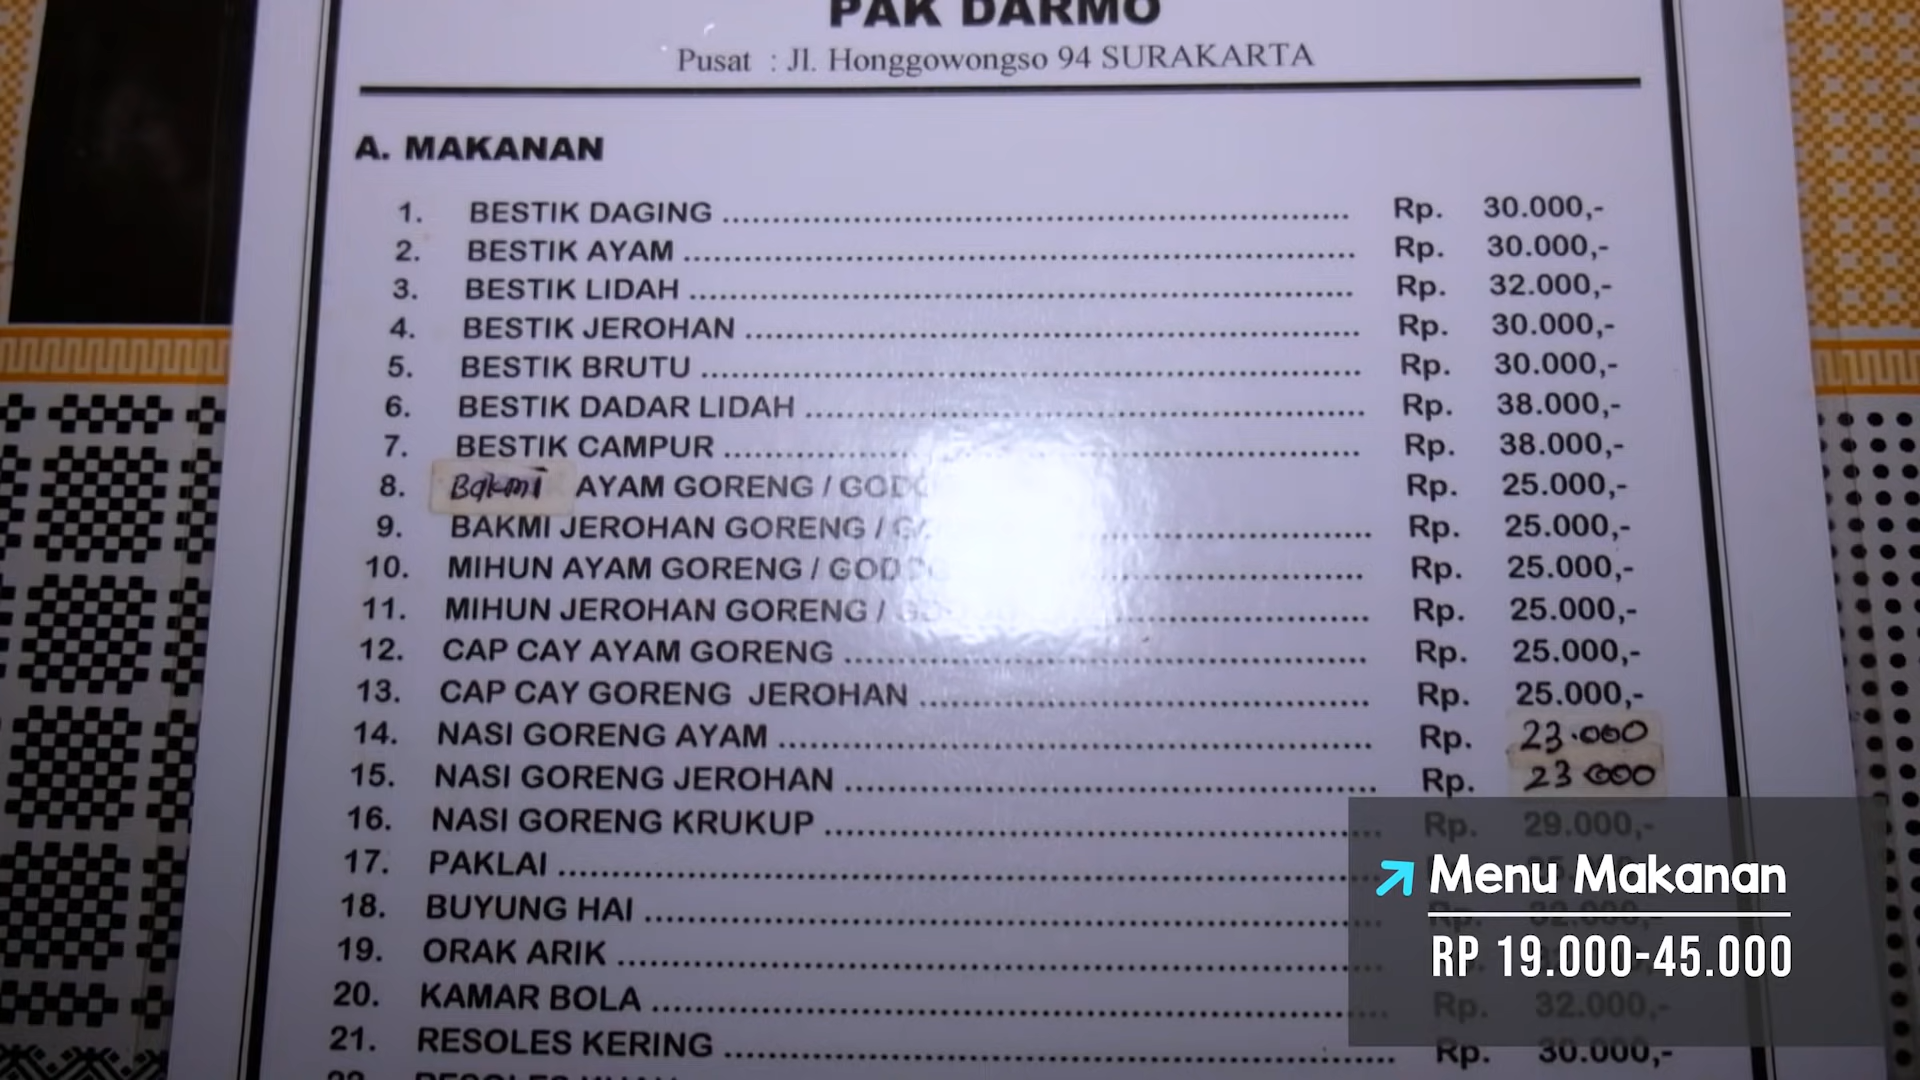 PAK DARMO
Pusat : Jl. Honggowongso 94 SURAKARTA
A. MAKANAN
1. BESTIK DAGING ........ Rp. 30.000,-
2. BESTIK AYAM ........ Rp. 30.000,-
3. BESTIK LIDAH ........ Rp. 32.000,-
4. BESTIK JEROHAN ........ Rp. 30.000,-
5. BESTIK BRUTU ........ Rp. 30.000,-
6. BESTIK DADAR LIDAH ........ Rp. 38.000,-
7. BESTIK CAMPUR ........ Rp. 38.000,-
8. Bakmi AYAM GORENG / Rp. 25.000,-
9. BAKMI JEROHAN GORENG / ........ Rp. 25.000,-
10. MIHUN AYAM GORENG / ........ Rp. 25.000,-
11. MIHUN JEROHAN GORENG / ........ Rp. 25.000,-
12. CAP CAY AYAM GORENG ........ Rp. 25.000,-
13. CAP CAY GORENG JEROHAN ........ Rp. 25.000,-
14. NASI GORENG AYAM ........ Rp. 23.000
15. NASI GORENG JEROHAN ........ Rp. 23.000
16. NASI GORENG KRUKUP ........ Rp. 29.000,-
17. PAKLAI ........
18. BUYUNG HAI ........ Rp. 32.000,-
19. ORAK ARIK ........
20. KAMAR BOLA ........ Rp. 32.000,-
21. RESOLES KERING ........ Rp. 30.000,-
Menu Makanan
RP 19.000-45.000